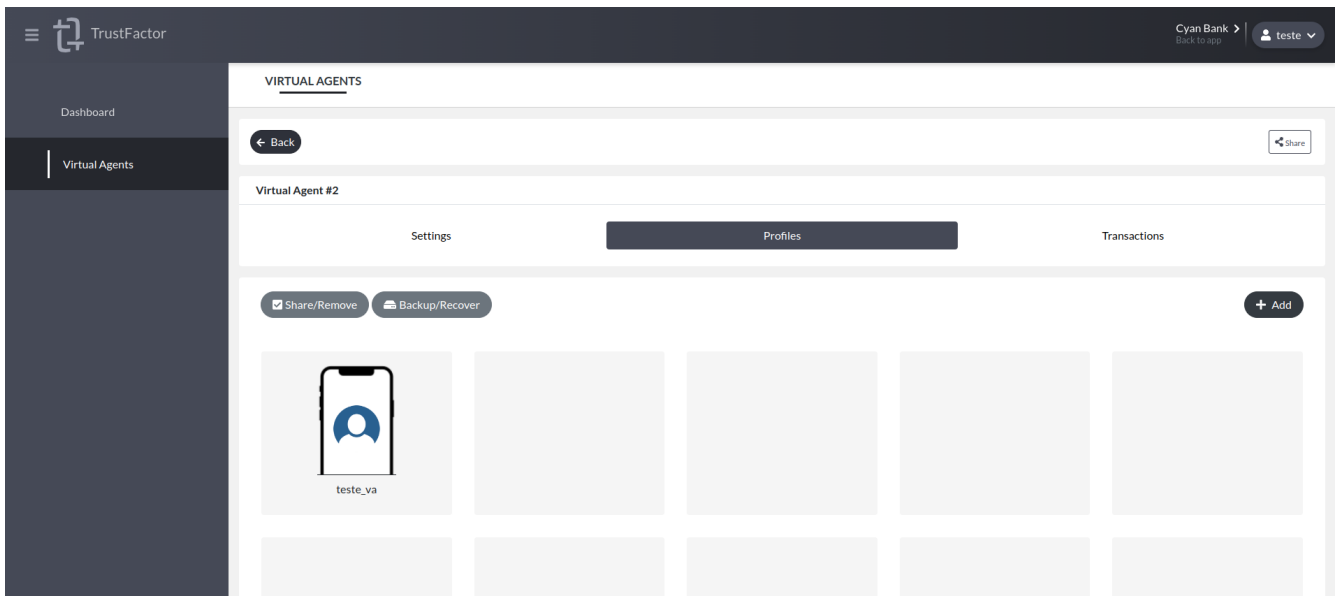 TrustFactor
Cyan Bank
Back to app
teste
Dashboard
Virtual Agents
VIRTUAL AGENTS
Back
Share
Virtual Agent #2
Settings
Profiles
Transactions
Share/Remove
Backup/Recover
+ Add
teste_va